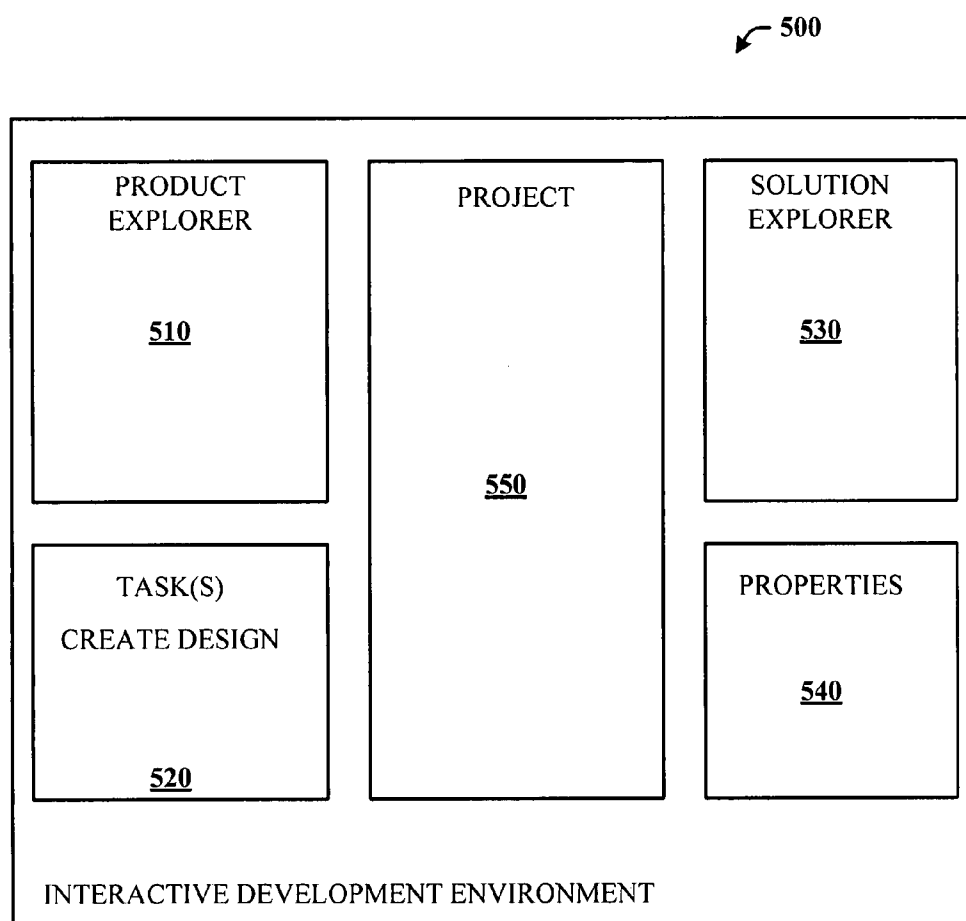 500
PRODUCT
EXPLORER
510
PROJECT
550
SOLUTION
EXPLORER
530
TASK(S)
CREATE DESIGN
520
PROPERTIES
540
INTERACTIVE DEVELOPMENT ENVIRONMENT